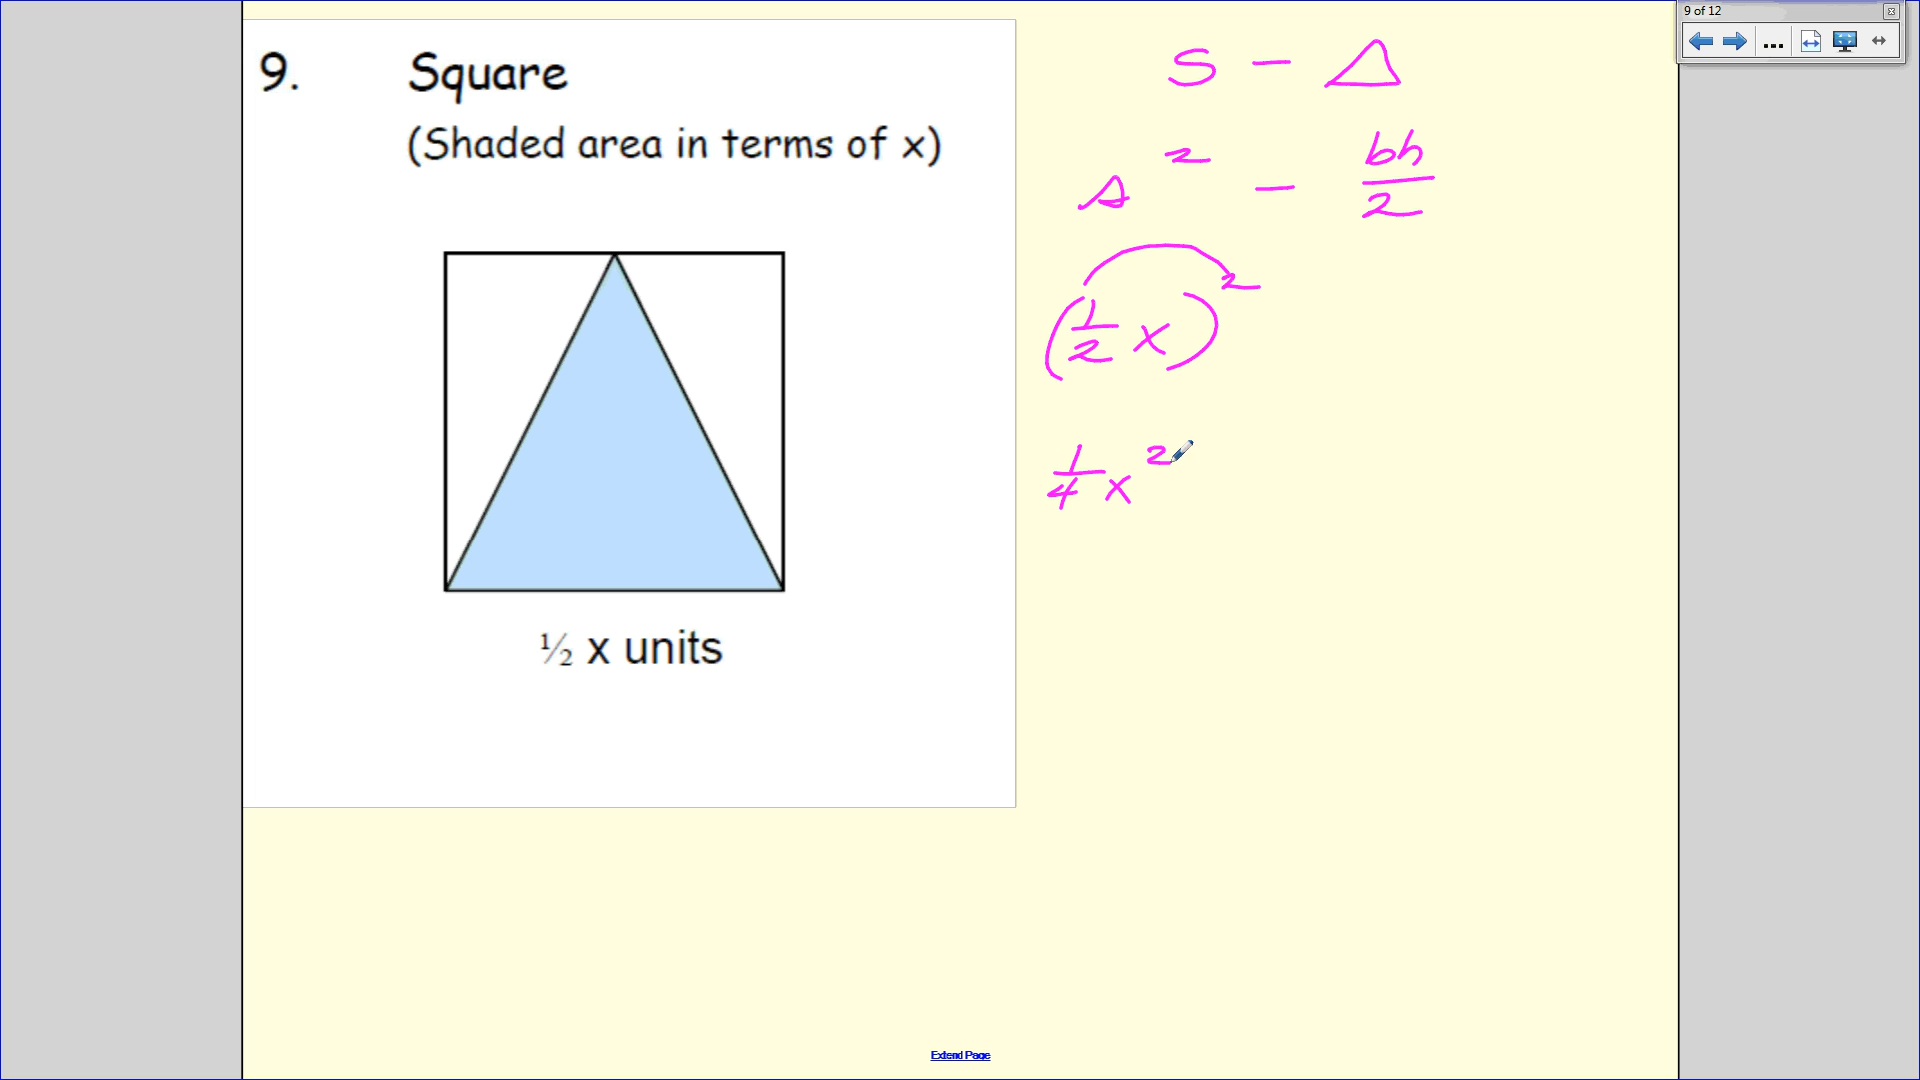 9 of 12
9. Square
(Shaded area in terms of x)
½ x units
S - △
s² - bh/2
(1/2 x)²
1/4 x²
Extend Page